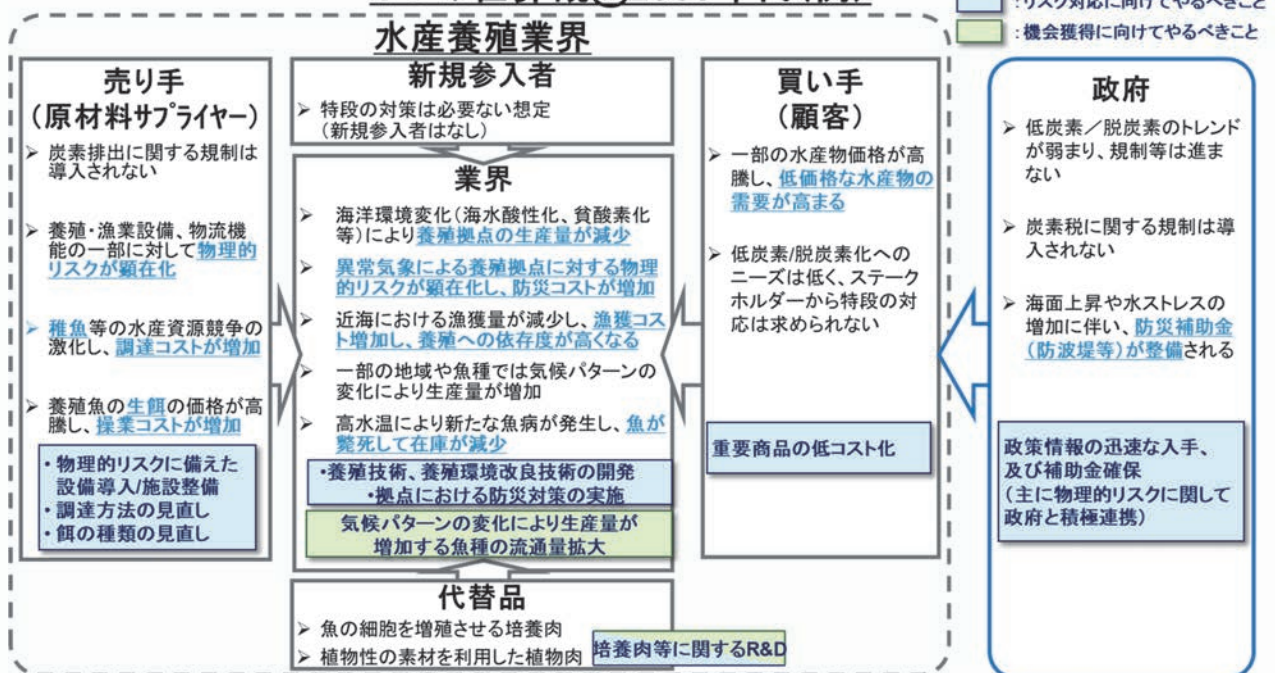 ：リスク対応に向けてやるべきこと
：機会獲得に向けてやるべきこと
水産養殖業界
売り手
（原材料サプライヤー）
➢ 炭素排出に関する規制は
導入されない
➢ 養殖・漁業設備、物流機
能の一部に対して物理的
リスクが顕在化
➢ 稚魚等の水産資源競争の
激化し、調達コストが増加
➢ 養殖魚の生餌の価格が高
騰し、操業コストが増加
・物理的リスクに備えた
設備導入/施設整備
・調達方法の見直し
・餌の種類の見直し
新規参入者
➢ 特段の対策は必要ない想定
（新規参入者はなし）
業界
➢ 海洋環境変化（海水酸性化、貧酸素化
等）により養殖拠点の生産量が減少
➢ 異常気象による養殖拠点に対する物理
的リスクが顕在化し、防災コストが増加
➢ 近海における漁獲量が減少し、漁獲コス
ト増加し、養殖への依存度が高くなる
➢ 一部の地域や魚種では気候パターンの
変化により生産量が増加
➢ 高水温により新たな魚病が発生し、魚が
斃死して在庫が減少
・養殖技術、養殖環境改良技術の開発
・拠点における防災対策の実施
気候パターンの変化により生産量が
増加する魚種の流通量拡大
代替品
➢ 魚の細胞を増殖させる培養肉
➢ 植物性の素材を利用した植物肉
培養肉等に関するR&D
買い手
（顧客）
➢ 一部の水産物価格が高
騰し、低価格な水産物の
需要が高まる
➢ 低炭素/脱炭素化への
ニーズは低く、ステーク
ホルダーから特段の対
応は求められない
重要商品の低コスト化
政府
➢ 低炭素／脱炭素のトレンド
が弱まり、規制等は進ま
ない
➢ 炭素税に関する規制は導
入されない
➢ 海面上昇や水ストレスの
増加に伴い、防災補助金
（防波堤等）が整備される
政策情報の迅速な入手、
及び補助金確保
（主に物理的リスクに関して
政府と積極連携）